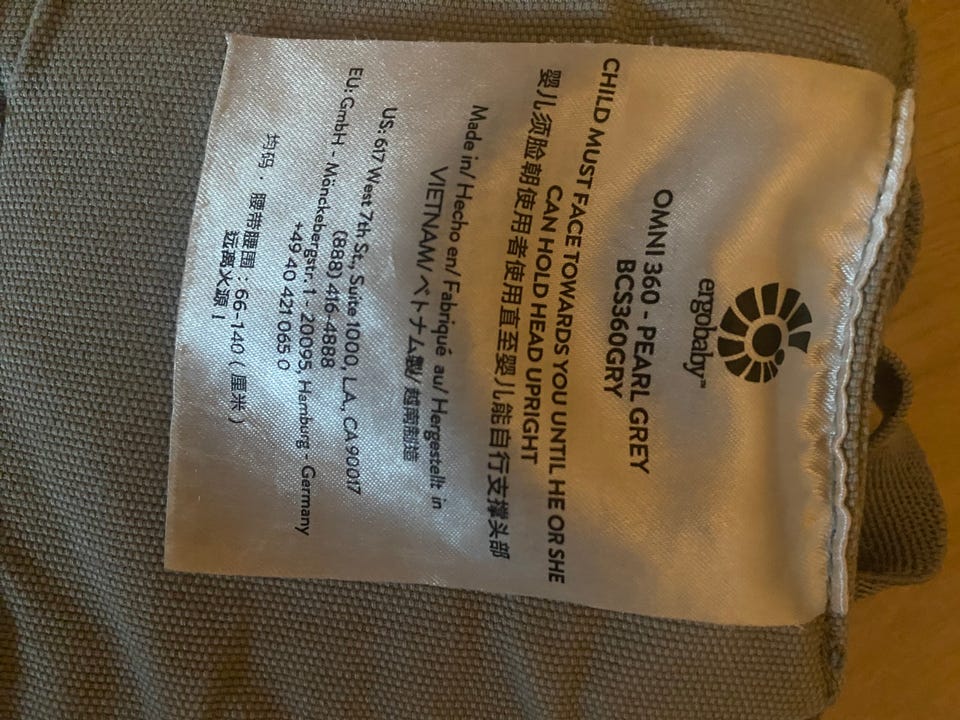 ergobaby™
OMNI 360 - PEARL GREY
BCS360GRY
CHILD MUST FACE TOWARDS YOU UNTIL HE OR SHE
CAN HOLD HEAD UPRIGHT
婴儿须脸朝使用者使用直至婴儿能自行支撑头部
Made in/ Hecho en/ Fabriqué au/ Hergestellt in
VIETNAM/ベトナム製/越南制造
US: 617 West 7th St., Suite 1000, L.A., CA 90017
(888) 416-4888
EU: GmbH - Mönckebergstr. 1 - 20095, Hamburg - Germany
+49 40 421 065 0
均码: 腰带腰围 66-140 (厘米)
远离火源!